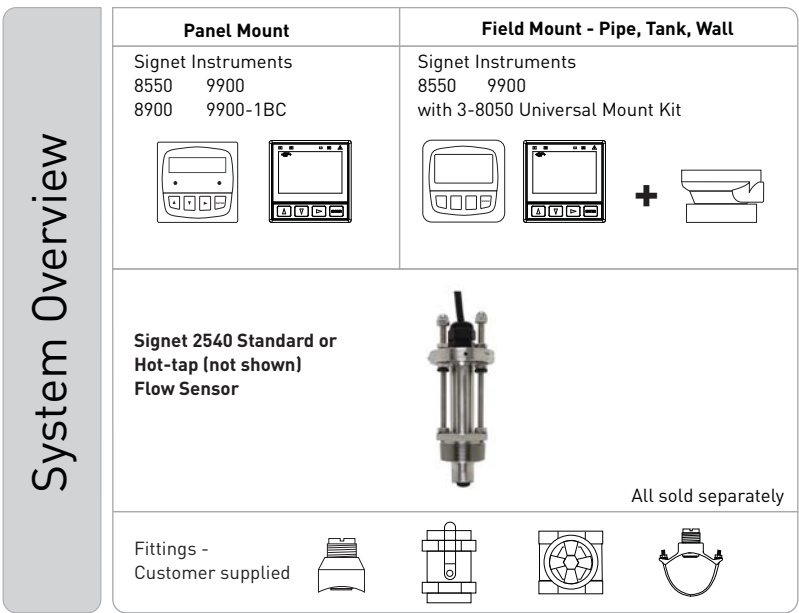 System Overview
Panel Mount
Signet Instruments
8550 9900
8900 9900-1BC
Field Mount - Pipe, Tank, Wall
Signet Instruments
8550 9900
with 3-8050 Universal Mount Kit
+
Signet 2540 Standard or
Hot-tap (not shown)
Flow Sensor
All sold separately
Fittings -
Customer supplied